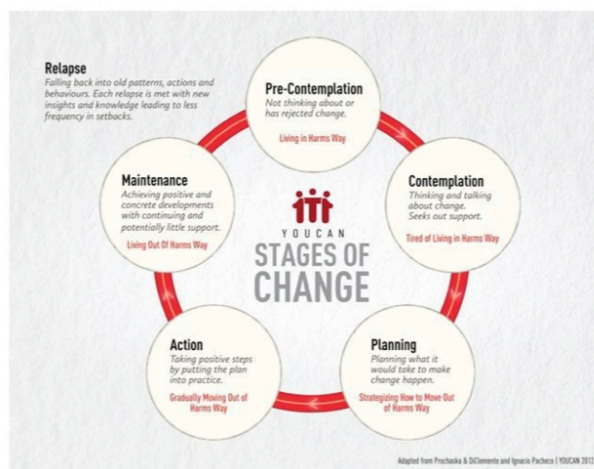 Relapse
Falling back into old patterns, actions and
behaviours. Each relapse is met with new
insights and knowledge leading to less
frequency in setbacks.
Pre-Contemplation
Not thinking about or
has rejected change.
Living in Harms Way
Contemplation
Thinking and talking
about change.
Seeks out support.
Tired of Living in Harms Way
Planning
Planning what it
would take to make
change happen.
Strategizing How to Move Out
of Harms Way
Action
Taking positive steps
by putting the plan
into practice.
Gradually Moving Out of
Harms Way
Maintenance
Achieving positive and
concrete developments
with continuing and
potentially little support.
Living Out Of Harms Way
YOUCAN
STAGES OF
CHANGE
Adapted from Prochaska & DiClemente and Ignacio Pacheco | YOUCAN 2012